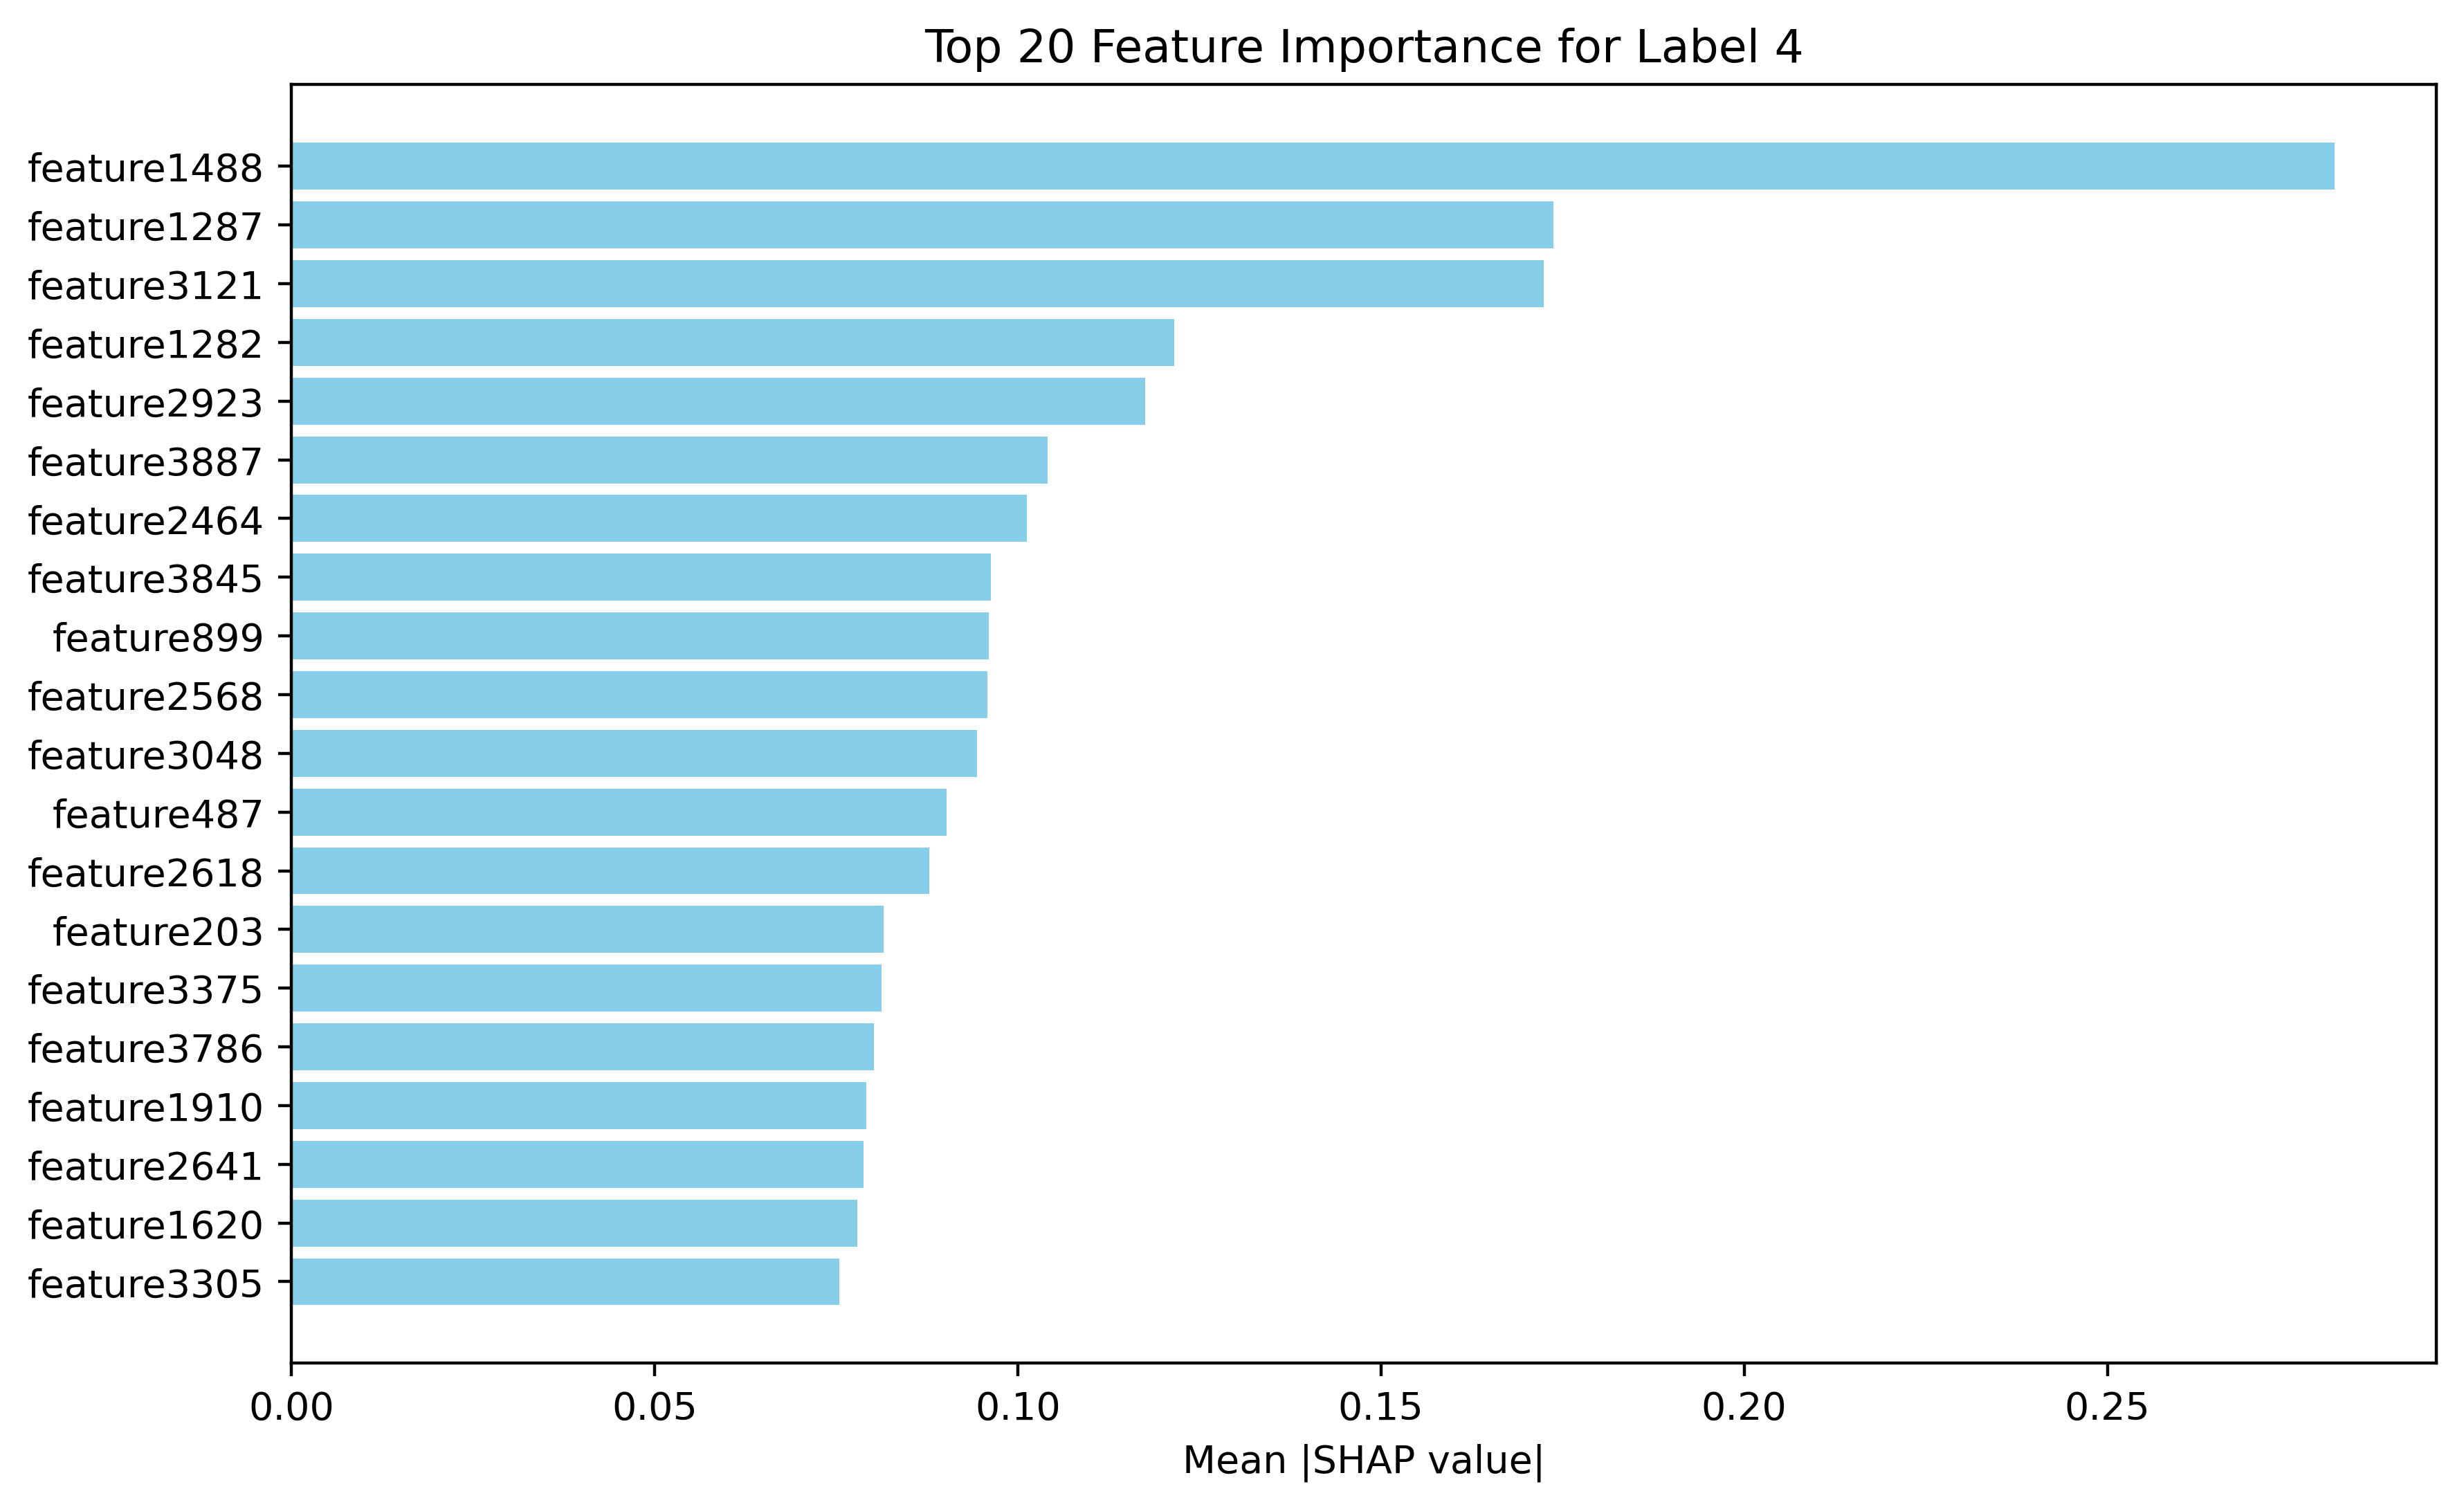 Top 20 Feature Importance for Label 4
feature1488
feature1287
feature3121
feature1282
feature2923
feature3887
feature2464
feature3845
feature899
feature2568
feature3048
feature487
feature2618
feature203
feature3375
feature3786
feature1910
feature2641
feature1620
feature3305
0.00 0.05 0.10 0.15 0.20 0.25
Mean |SHAP value|